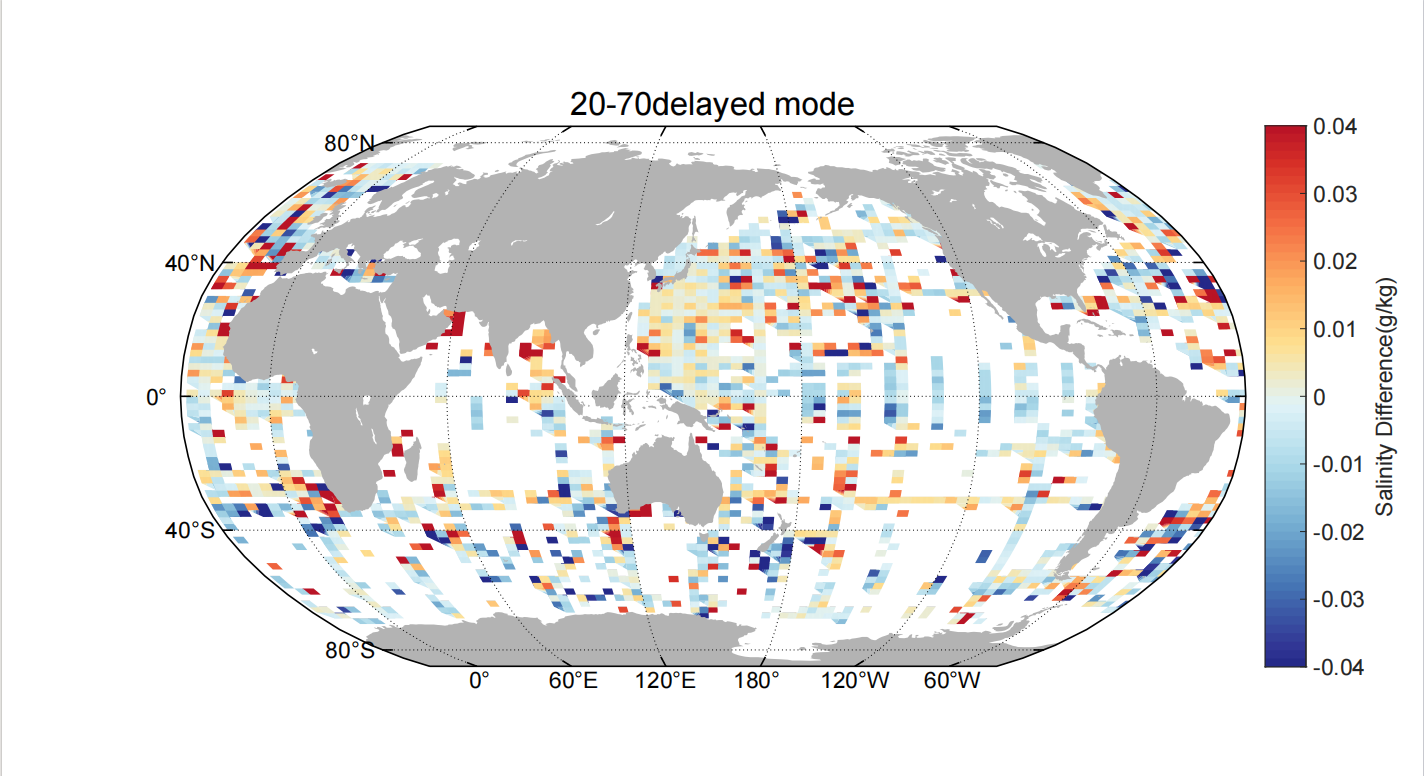 20-70delayed mode
80°N
40°N
0°
40°S
80°S
0° 60°E 120°E 180° 120°W 60°W
0.04
0.03
0.02
0.01
0
-0.01
-0.02
-0.03
-0.04
Salinity Difference(g/kg)